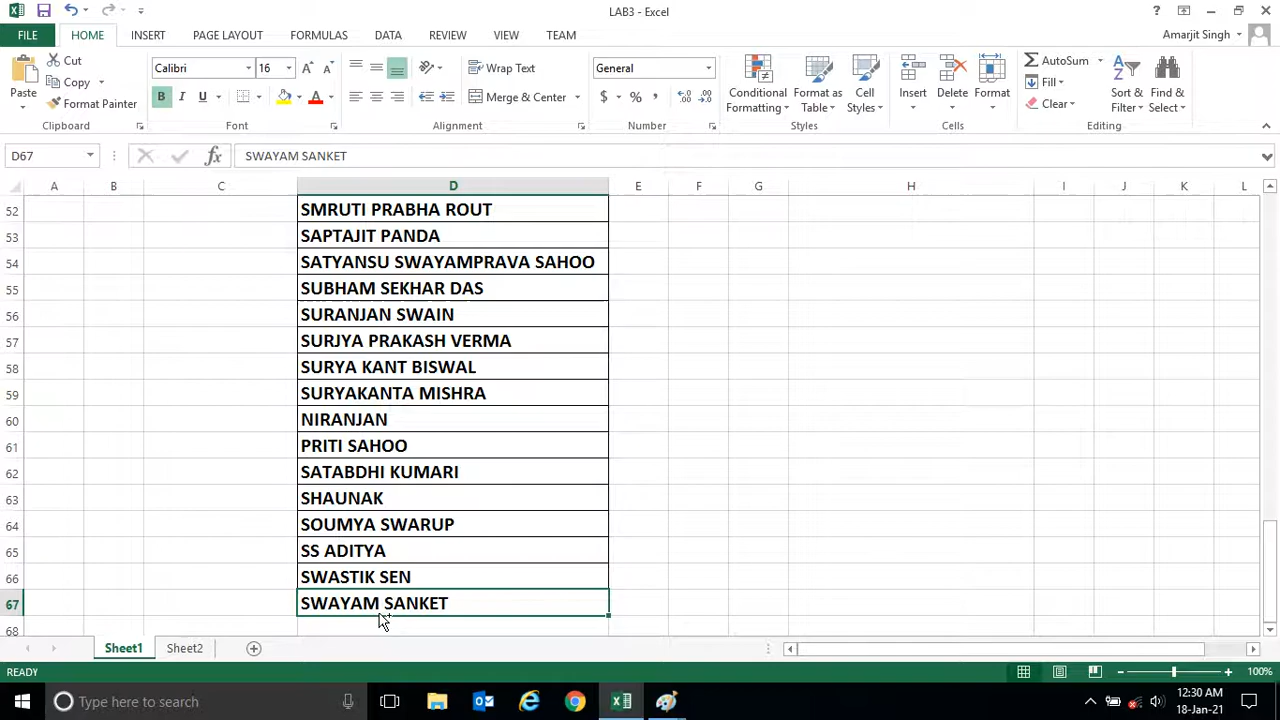 LAB3 - Excel
FILE HOME INSERT PAGE LAYOUT FORMULAS DATA REVIEW VIEW TEAM Amarjit Singh
Paste Cut Copy Format Painter Clipboard
Calibri 16 B I U A Font
Wrap Text Merge & Center Alignment
General $ % , Number
Conditional Formatting Format as Table Cell Styles Styles
Insert Delete Format Cells
AutoSum Fill Clear Sort & Filter Find & Select Editing
D67 fx SWAYAM SANKET
A B C D E F G H I J K L
52 SMRUTI PRABHA ROUT
53 SAPTAJIT PANDA
54 SATYANSU SWAYAMPRAVA SAHOO
55 SUBHAM SEKHAR DAS
56 SURANJAN SWAIN
57 SURJYA PRAKASH VERMA
58 SURYA KANT BISWAL
59 SURYAKANTA MISHRA
60 NIRANJAN
61 PRITI SAHOO
62 SATABDHI KUMARI
63 SHAUNAK
64 SOUMYA SWARUP
65 SS ADITYA
66 SWASTIK SEN
67 SWAYAM SANKET
68
Sheet1 Sheet2
READY 100%
Type here to search 12:30 AM
18-Jan-21